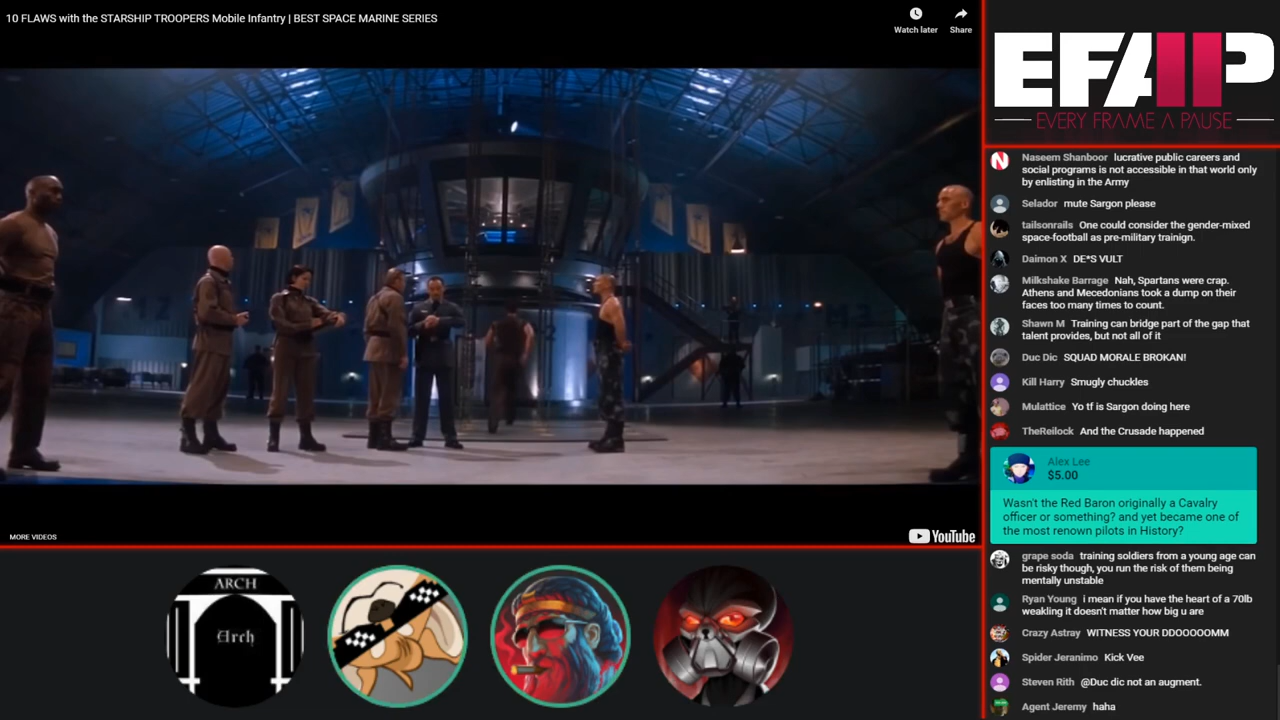 10 FLAWS with the STARSHIP TROOPERS Mobile Infantry | BEST SPACE MARINE SERIES
Watch later
Share
MORE VIDEOS
YouTube
ARCH
Arch
EFAP
EVERY FRAME A PAUSE
Naseem Shanboor lucrative public careers and
social programs is not accessible in that world only
by enlisting in the Army
Selador mute Sargon please
tailsonrails One could consider the gender-mixed
space-football as pre-military trainign.
Daimon X DE*S VULT
Milkshake Barrage Nah, Spartans were crap.
Athens and Mecedonians took a dump on their
faces too many times to count.
Shawn M Training can bridge part of the gap that
talent provides, but not all of it
Duc Dic SQUAD MORALE BROKAN!
Kill Harry Smugly chuckles
Mulattice Yo tf is Sargon doing here
TheReilock And the Crusade happened
Alex Lee
$5.00
Wasn't the Red Baron originally a Cavalry
officer or something? and yet became one of
the most renown pilots in History?
grape soda training soldiers from a young age can
be risky though, you run the risk of them being
mentally unstable
Ryan Young i mean if you have the heart of a 70lb
weakling it doesn't matter how big u are
Crazy Astray WITNESS YOUR DDOOOOOMM
Spider Jeranimo Kick Vee
Steven Rith @Duc dic not an augment.
Agent Jeremy haha